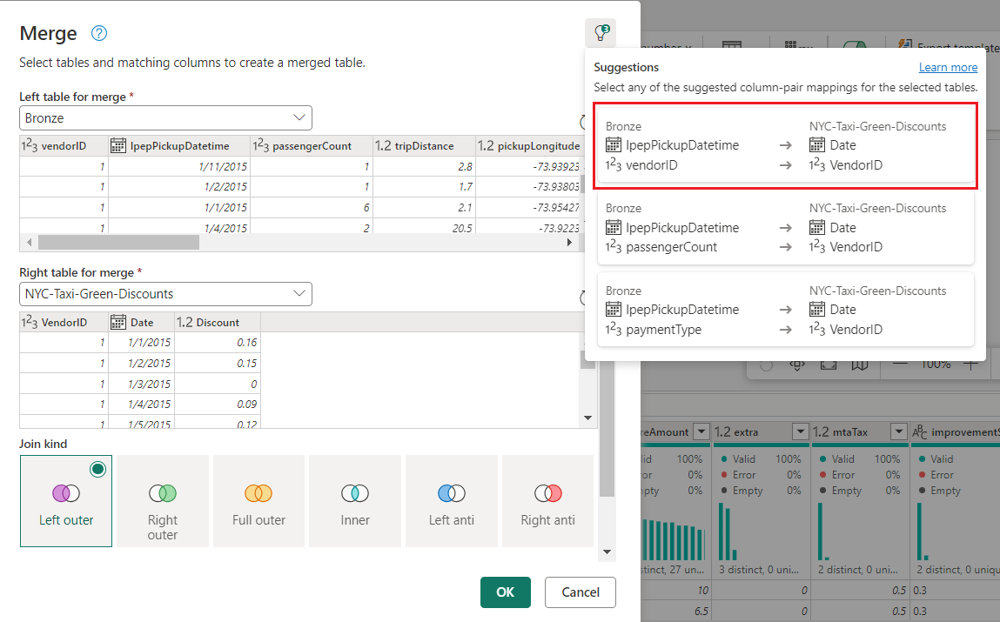 Merge
?
3
Select tables and matching columns to create a merged table.
Left table for merge *
Bronze
1²3 vendorID lpepPickupDatetime 1²3 passengerCount 1.2 tripDistance 1.2 pickupLongitude
1 1/11/2015 1 2.8 -73.93923
1 1/2/2015 1 1.7 -73.93803
1 1/1/2015 6 2.1 -73.95427
1 1/4/2015 2 20.5 -73.9223
Right table for merge *
NYC-Taxi-Green-Discounts
1²3 VendorID Date 1.2 Discount
1 1/1/2015 0.16
1 1/2/2015 0.15
1 1/3/2015 0
1 1/4/2015 0.09
1 1/5/2015 0.12
Join kind
Left outer
Right
outer
Full outer
Inner
Left anti
Right anti
OK
Cancel
Export template
Suggestions
Learn more
Select any of the suggested column-pair mappings for the selected tables.
Bronze NYC-Taxi-Green-Discounts
lpepPickupDatetime → Date
1²3 vendorID → 1²3 VendorID
Bronze NYC-Taxi-Green-Discounts
lpepPickupDatetime → Date
1²3 passengerCount → 1²3 VendorID
Bronze NYC-Taxi-Green-Discounts
lpepPickupDatetime → Date
1²3 paymentType → 1²3 VendorID
100%
reAmount 1.2 extra 1.2 mtaTax ABC improvementS
lid 100% Valid 100% Valid 100% Valid
or 0% Error 0% Error 0% Error
pty 0% Empty 0% Empty 0% Empty
stinct, 27 un... 3 distinct, 0 uni... 2 distinct, 0 uni... 2 distinct, 0 uniqu
10 0 0.5 0.3
6.5 0 0.5 0.3